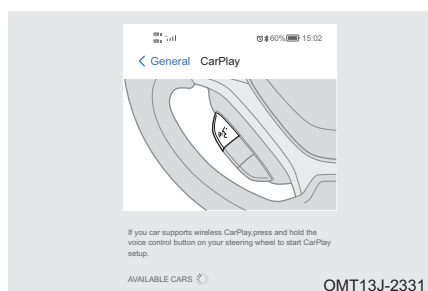 60% 15:02
General CarPlay
If you car supports wireless CarPlay,press and hold the
voice control button on your steering wheel to start CarPlay
setup.
AVAILABLE CARS
OMT13J-2331